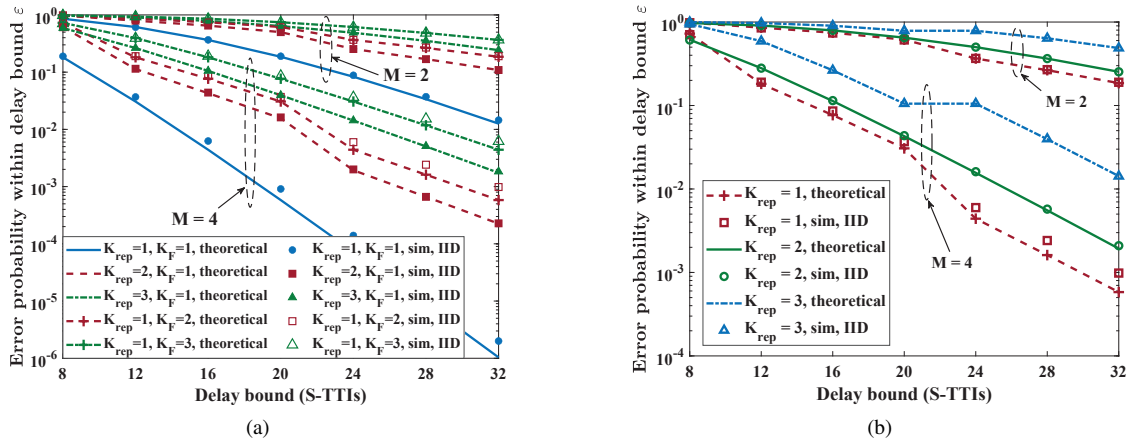 Error probability within delay bound ε
10^0
10^-1
10^-2
10^-3
10^-4
10^-5
10^-6
M = 2
M = 4
K_rep=1, K_F=1, theoretical
K_rep=2, K_F=1, theoretical
K_rep=3, K_F=1, theoretical
K_rep=1, K_F=2, theoretical
K_rep=1, K_F=3, theoretical
K_rep=1, K_F=1, sim, IID
K_rep=2, K_F=1, sim, IID
K_rep=3, K_F=1, sim, IID
K_rep=1, K_F=2, sim, IID
K_rep=1, K_F=3, sim, IID
8 12 16 20 24 28 32
Delay bound (S-TTIs)
(a)
Error probability within delay bound ε
10^0
10^-1
10^-2
10^-3
10^-4
M = 2
M = 4
K_rep = 1, theoretical
K_rep = 1, sim, IID
K_rep = 2, theoretical
K_rep = 2, sim, IID
K_rep = 3, theoretical
K_rep = 3, sim, IID
8 12 16 20 24 28 32
Delay bound (S-TTIs)
(b)